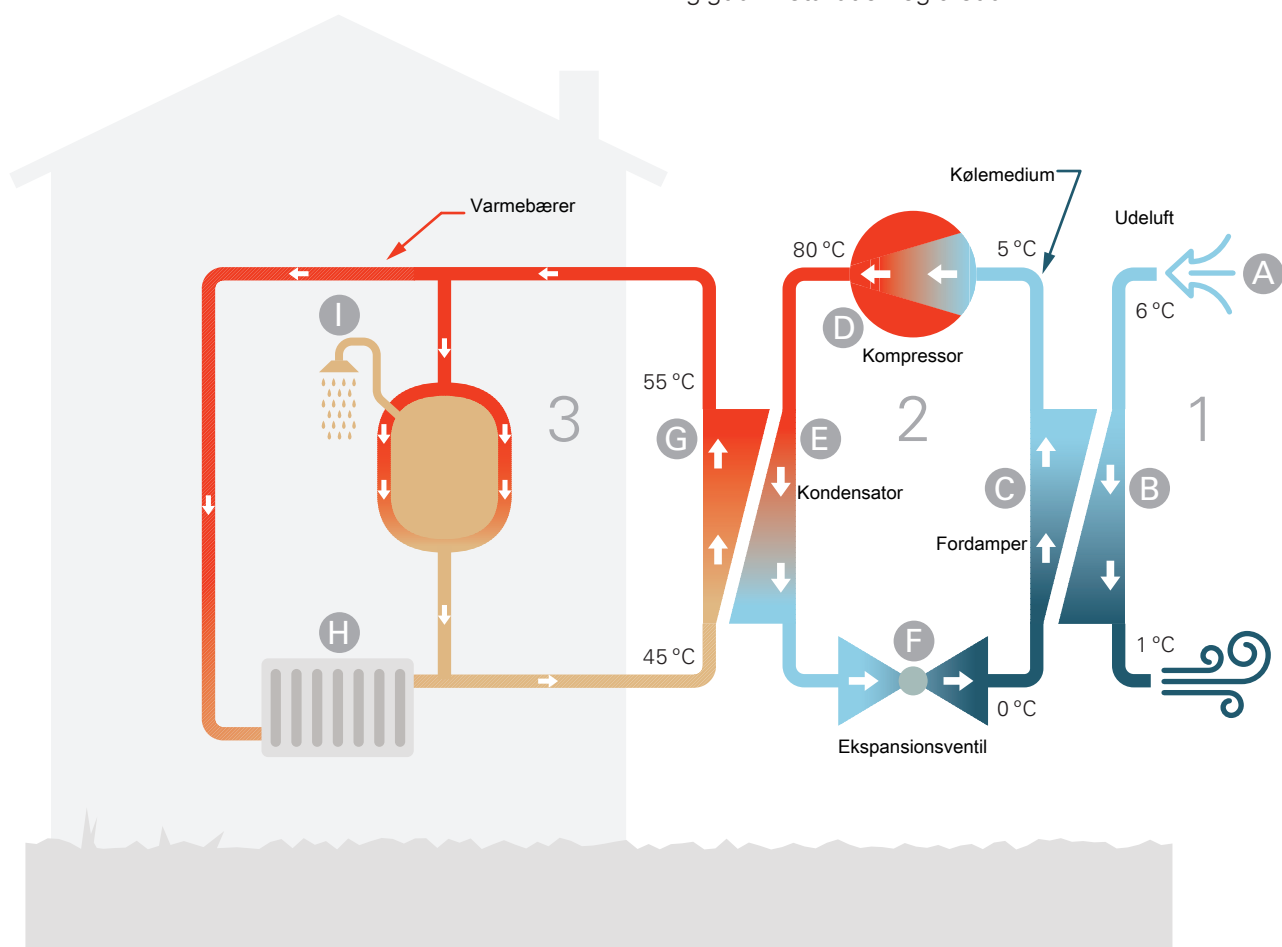 Kølemedium
Varmebærer
Udeluft
80 °C
5 °C
A
6 °C
I
D
Kompressor
55 °C
3
2
1
G
E
C
B
Kondensator
Fordamper
H
F
45 °C
1 °C
0 °C
Ekspansionsventil